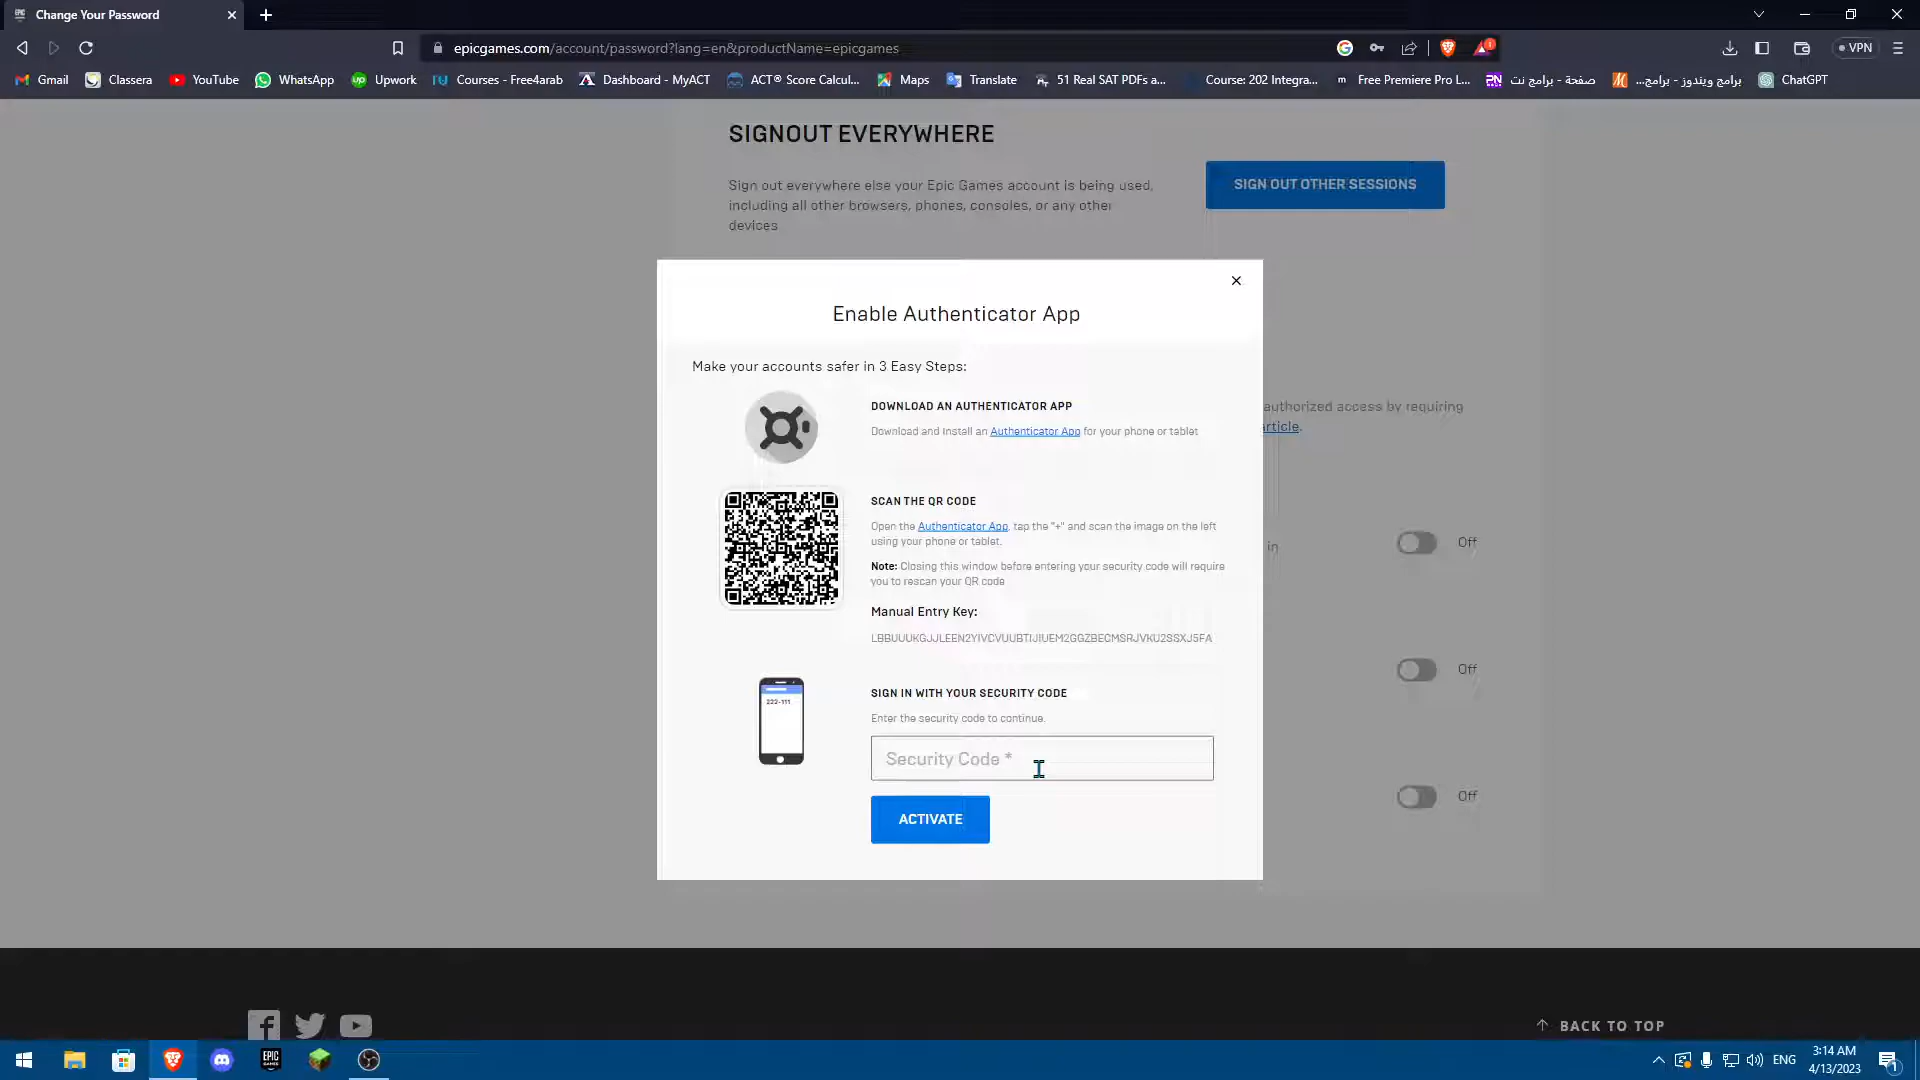 Change Your Password
epicgames.com/account/password?lang=en&productName=epicgames
VPN
Gmail
Classera
YouTube
WhatsApp
Upwork
Courses - Free4arab
Dashboard - MyACT
ACT® Score Calcul...
Maps
Translate
51 Real SAT PDFs a...
Course: 202 Integra...
Free Premiere Pro L...
صفحة - برامج نت
برامج ويندوز - برامج...
ChatGPT
SIGNOUT EVERYWHERE
Sign out everywhere else your Epic Games account is being used,
including all other browsers, phones, consoles, or any other
devices
SIGN OUT OTHER SESSIONS
Enable Authenticator App
Make your accounts safer in 3 Easy Steps:
DOWNLOAD AN AUTHENTICATOR APP
Download and install an Authenticator App for your phone or tablet
authorized access by requiring
article.
SCAN THE QR CODE
Open the Authenticator App, tap the "+" and scan the image on the left
using your phone or tablet.
in
Off
Note: Closing this window before entering your security code will require
you to rescan your QR code
Manual Entry Key:
Off
SIGN IN WITH YOUR SECURITY CODE
222-111
Enter the security code to continue.
Security Code *
Off
ACTIVATE
BACK TO TOP
EPIC GAMES
ENG
3:14 AM
4/13/2023
1